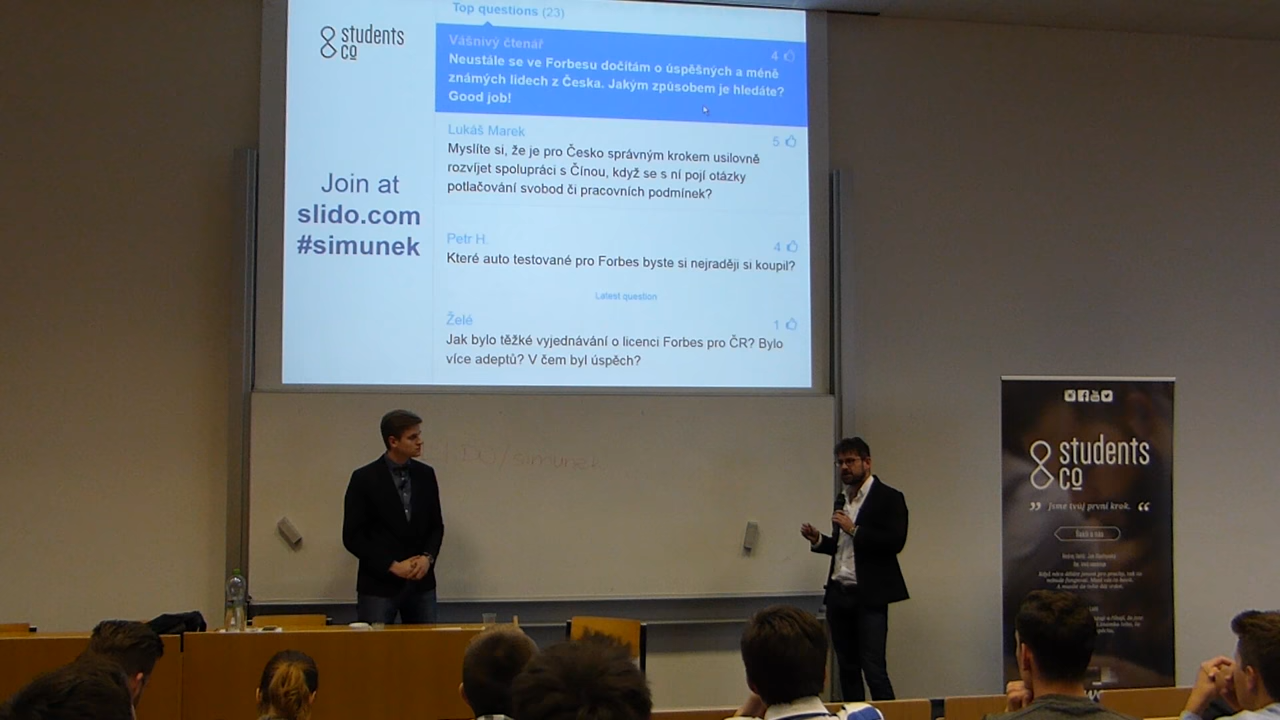 students
co
Top questions (23)
Vášnivý čtenář
4
Neustále se ve Forbesu dočítám o úspěšných a méně
známých lidech z Česka. Jakým způsobem je hledáte?
Good job!
Lukáš Marek
5
Myslíte si, že je pro Česko správným krokem usilovně
rozvíjet spolupráci s Čínou, když se s ní pojí otázky
potlačování svobod či pracovních podmínek?
Join at
slido.com
#simunek
Petr H.
4
Které auto testované pro Forbes byste si nejraději si koupil?
Latest question
Želé
1
Jak bylo těžké vyjednávání o licenci Forbes pro ČR? Bylo
více adeptů? V čem byl úspěch?
/simunek
students
co
jsme tvůj první krok.